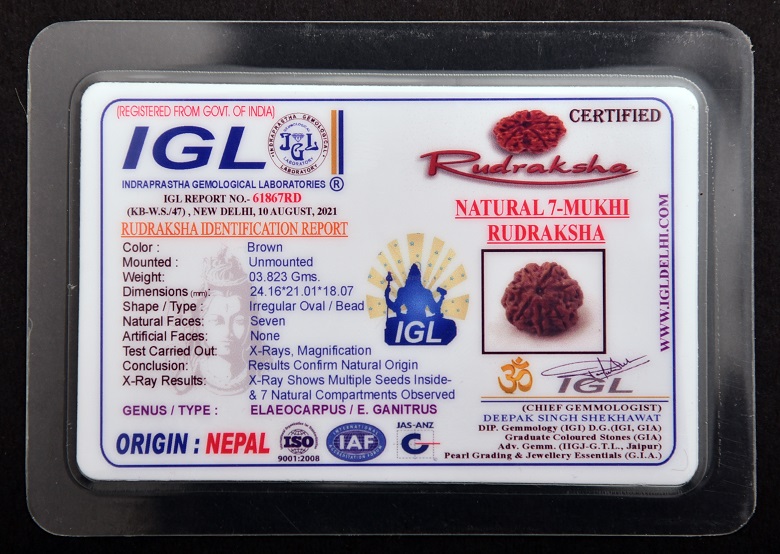 (REGISTERED FROM GOVT. OF INDIA)
IGL
INDRAPRASTHA GEMOLOGICAL LABORATORY
IGL
INDRAPRASTHA GEMOLOGICAL LABORATORIES ®
IGL REPORT NO.- 61867RD
(KB-W.S./47) , NEW DELHI, 10 AUGUST, 2021
RUDRAKSHA IDENTIFICATION REPORT
Color : Brown
Mounted : Unmounted
Weight: 03.823 Gms.
Dimensions (mm): 24.16*21.01*18.07
Shape / Type : Irregular Oval / Bead
Natural Faces: Seven
Artificial Faces: None
Test Carried Out: X-Rays, Magnification
Conclusion: Results Confirm Natural Origin
X-Ray Results: X-Ray Shows Multiple Seeds Inside-
& 7 Natural Compartments Observed
GENUS / TYPE : ELAEOCARPUS / E. GANITRUS
ORIGIN : NEPAL
ISO
9001:2008
INTERNATIONAL
IAF
JAS-ANZ
IGL
CERTIFIED
Rudraksha
NATURAL 7-MUKHI
RUDRAKSHA
WWW.IGLDELHI.COM
ॐ
IGL
(CHIEF GEMMOLOGIST)
DEEPAK SINGH SHEKHAWAT
DIP. Gemmology (IGI) D.G.(IGI, GIA)
Graduate Coloured Stones (GIA)
Adv. Gemm. (IIGJ-G.T.L., Jaipur)
Pearl Grading & Jewellery Essentials (G.I.A.)